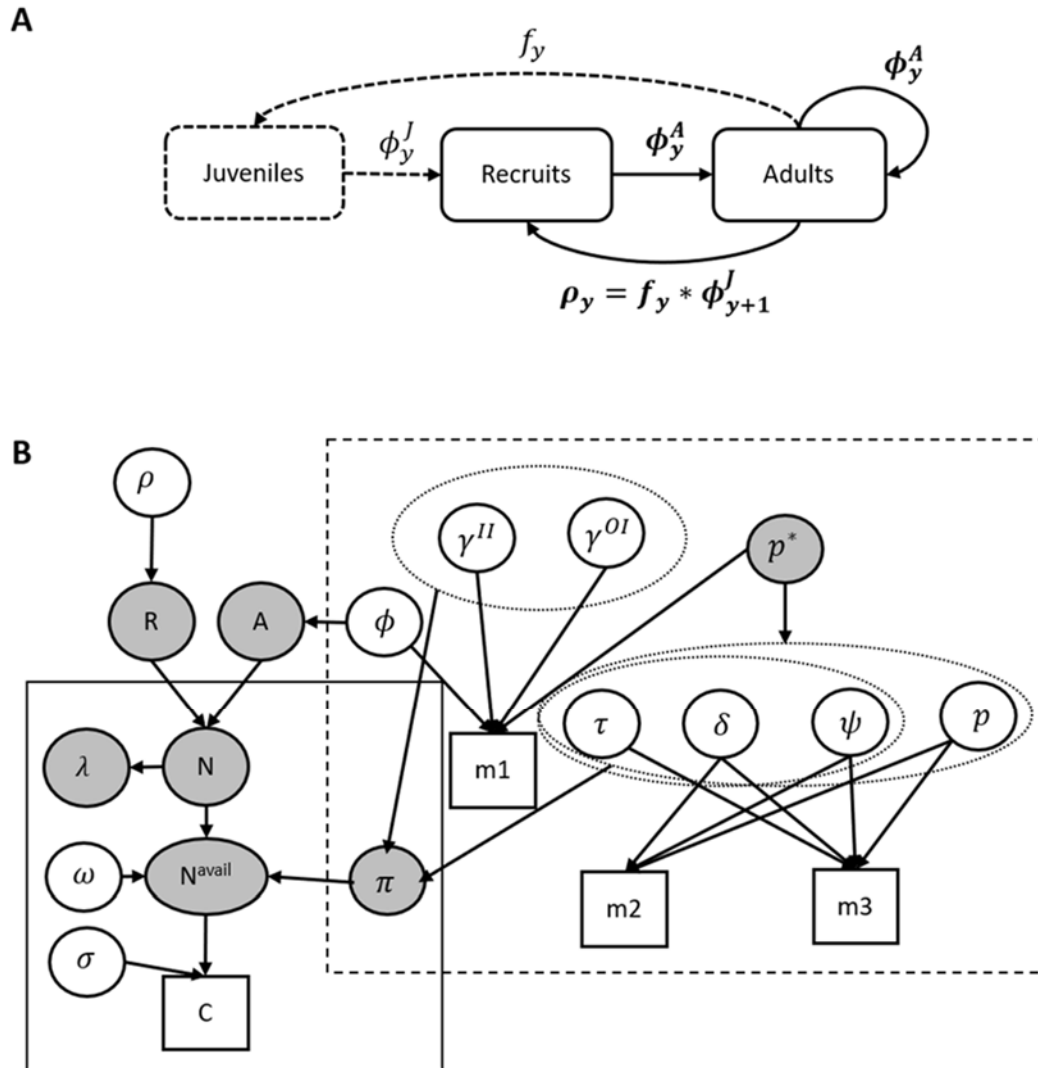 A
f_y
ϕ_y^A
ϕ_y^J
ϕ_y^A
Juveniles
Recruits
Adults
ρ_y = f_y * ϕ_{y+1}^J
B
ρ
γ^{II}
γ^{OI}
p*
R
A
ϕ
τ
δ
ψ
p
λ
N
m1
ω
N^{avail}
π
m2
m3
σ
C